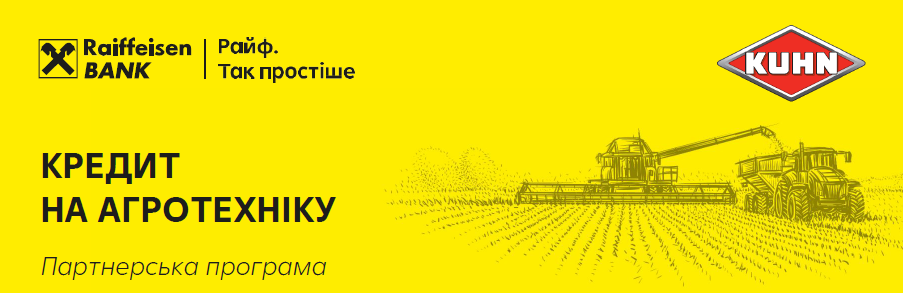 Raiffeisen
BANK
Райф.
Так простіше
KUHN
КРЕДИТ
НА АГРОТЕХНІКУ
Партнерська програма